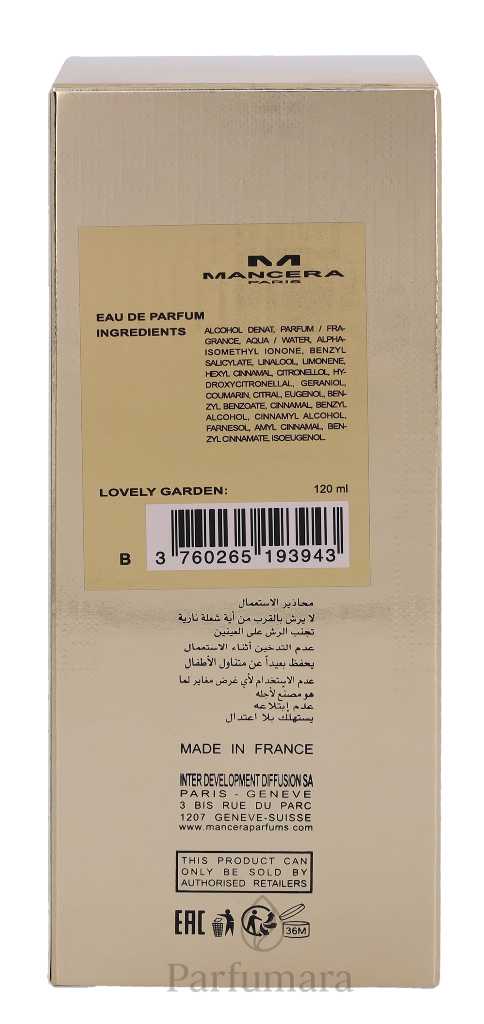 MANCERA
PARIS
EAU DE PARFUM
INGREDIENTS
ALCOHOL DENAT, PARFUM / FRA-
GRANCE, AQUA / WATER, ALPHA-
ISOMETHYL IONONE, BENZYL
SALICYLATE, LINALOOL, LIMONENE,
HEXYL CINNAMAL, CITRONELLOL, HY-
DROXYCITRONELLAL, GERANIOL,
COUMARIN, CITRAL, EUGENOL, BEN-
ZYL BENZOATE, CINNAMAL, BENZYL
ALCOHOL, CINNAMYL ALCOHOL,
FARNESOL, AMYL CINNAMAL, BEN-
ZYL CINNAMATE, ISOEUGENOL.
LOVELY GARDEN: 120 ml
B 3 760265 193943
محاذير الاستعمال
لا يرش بالقرب من أية شعلة نارية
تجنب الرش على العينين
عدم التدخين أثناء الاستعمال
يحفظ بعيداً عن متناول الأطفال
عدم الاستخدام لأي غرض مغاير لما
هو مصنّع لأجله
عدم إبتلاعه
يستهلك بلا اعتدال
MADE IN FRANCE
INTER DEVELOPMENT DIFFUSION SA
PARIS - GENEVE
3 BIS RUE DU PARC
1207 GENEVE-SUISSE
www.manceraparfums.com
THIS PRODUCT CAN
ONLY BE SOLD BY
AUTHORISED RETAILERS
EAC 36M
Parfumara